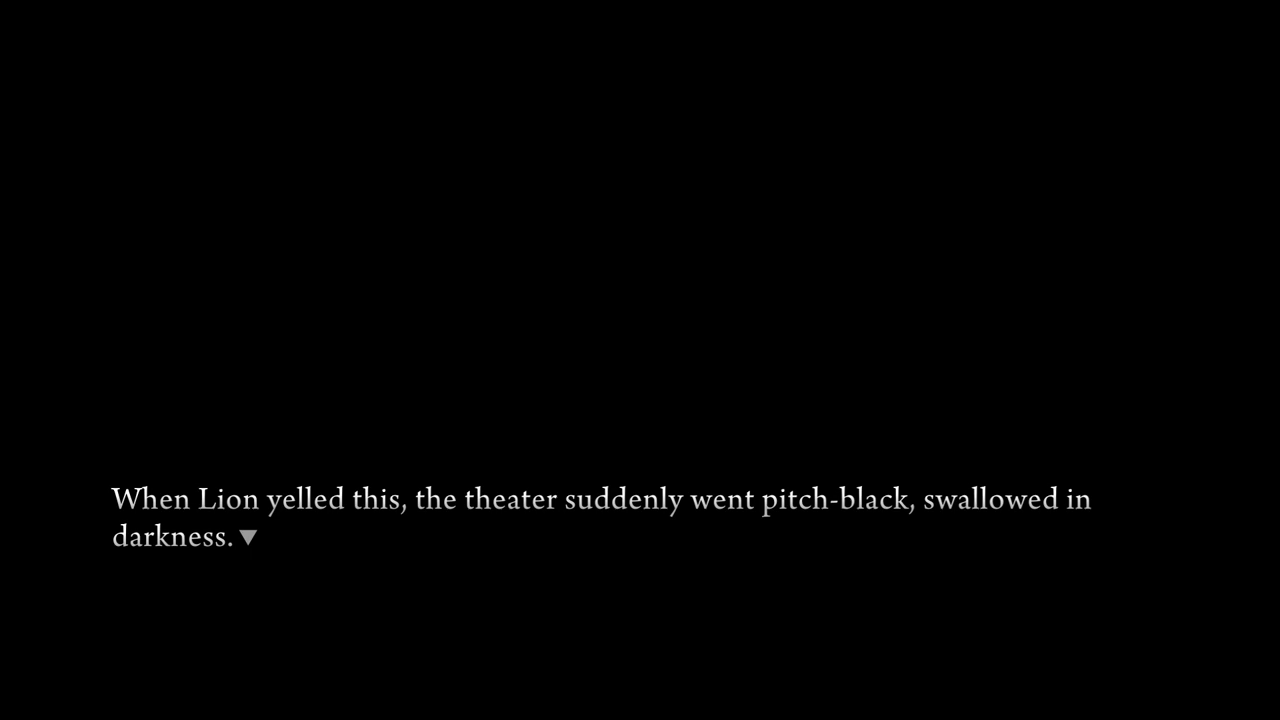 When Lion yelled this, the theater suddenly went pitch-black, swallowed in
darkness.